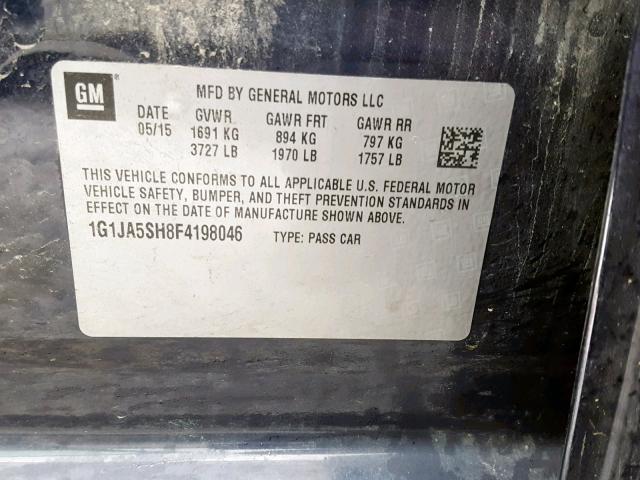 GM
MFD BY GENERAL MOTORS LLC
DATE GVWR GAWR FRT GAWR RR
05/15 1691 KG 894 KG 797 KG
3727 LB 1970 LB 1757 LB
THIS VEHICLE CONFORMS TO ALL APPLICABLE U.S. FEDERAL MOTOR
VEHICLE SAFETY, BUMPER, AND THEFT PREVENTION STANDARDS IN
EFFECT ON THE DATE OF MANUFACTURE SHOWN ABOVE.
1G1JA5SH8F4198046 TYPE: PASS CAR